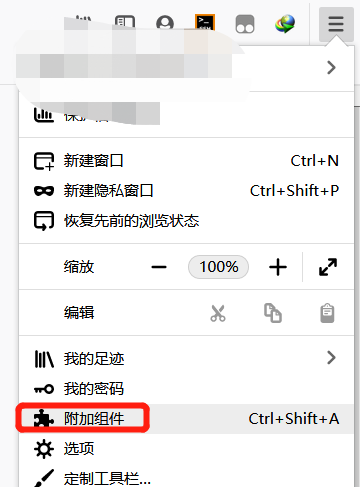 新建窗口 Ctrl+N
新建隐私窗口 Ctrl+Shift+P
恢复先前的浏览状态
缩放 100%
编辑
我的足迹
我的密码
附加组件 Ctrl+Shift+A
选项
定制工具栏...